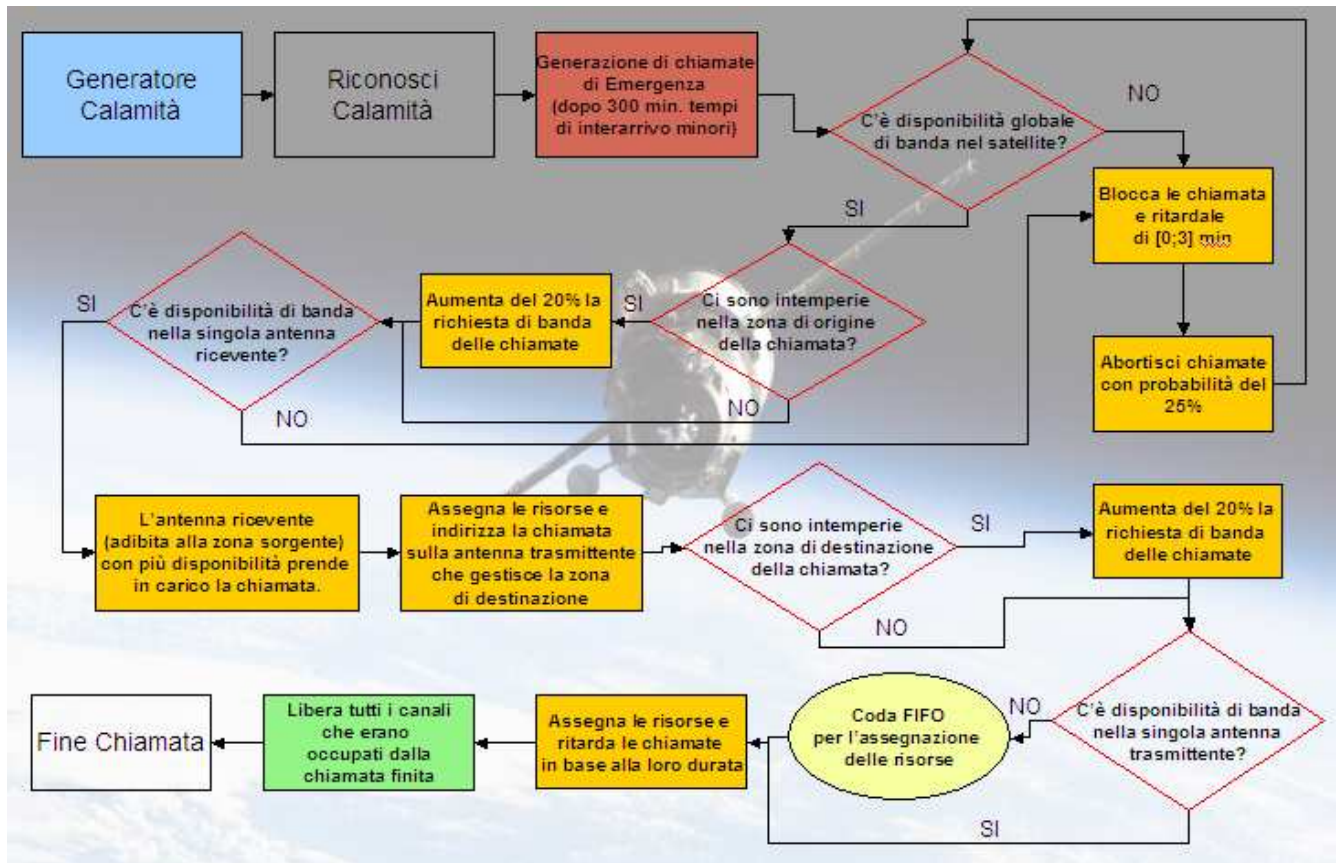 Generatore
Calamità
Riconosci
Calamità
Generazione di chiamate
di Emergenza
(dopo 300 min. tempi
di interarrivo minori)
C'è disponibilità globale
di banda nel satellite?
NO
SI
Blocca le chiamata
e ritardale
di [0;3] min
Abortisci chiamate
con probabilità del
25%
Ci sono intemperie
nella zona di origine
della chiamata?
SI
NO
Aumenta del 20% la
richiesta di banda
delle chiamate
C'è disponibilità di banda
nella singola antenna
ricevente?
SI
NO
L'antenna ricevente
(adibita alla zona sorgente)
con più disponibilità prende
in carico la chiamata.
Assegna le risorse e
indirizza la chiamata
sulla antenna trasmittente
che gestisce la zona
di destinazione
Ci sono intemperie
nella zona di destinazione
della chiamata?
SI
NO
Aumenta del 20% la
richiesta di banda
delle chiamate
C'è disponibilità di banda
nella singola antenna
trasmittente?
NO
SI
Coda FIFO
per l'assegnazione
delle risorse
Assegna le risorse e
ritarda le chiamate
in base alla loro durata
Libera tutti i canali
che erano
occupati dalla
chiamata finita
Fine Chiamata